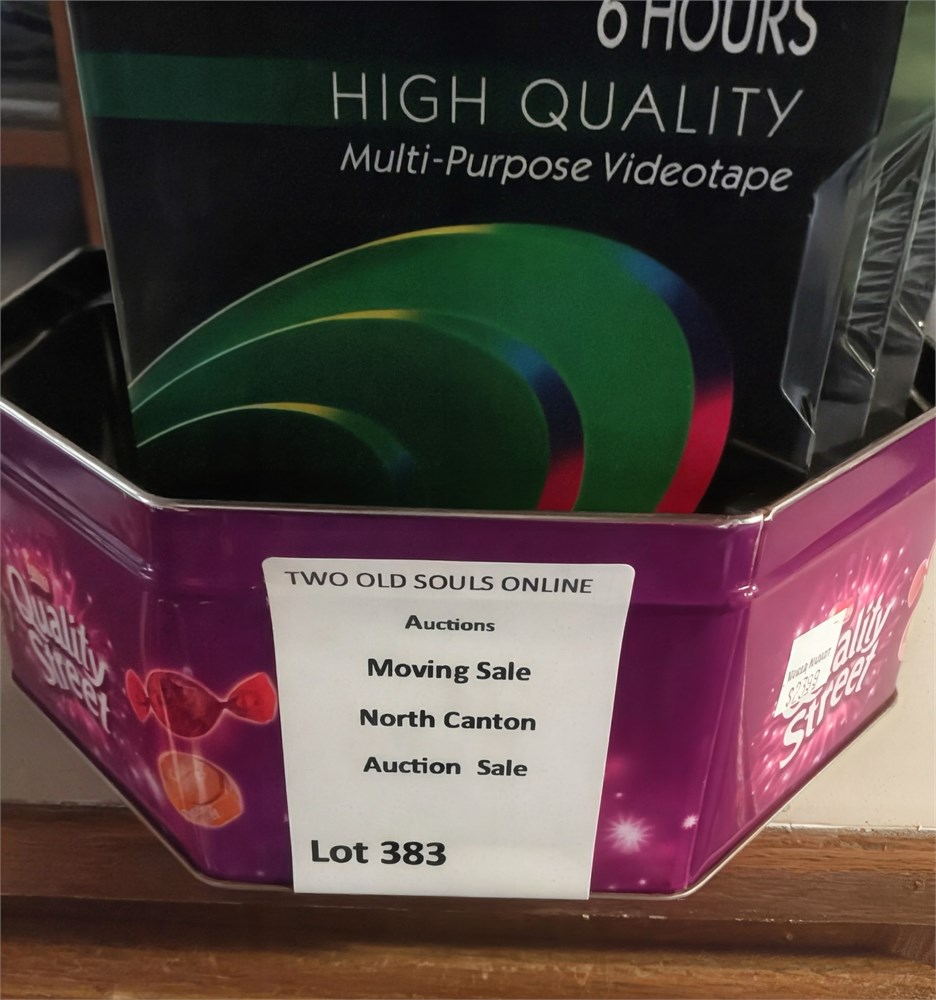 6 HOURS
HIGH QUALITY
Multi-Purpose Videotape
TWO OLD SOULS ONLINE
Auctions
Moving Sale
North Canton
Auction Sale
Lot 383
Quality
Street
ality
Street